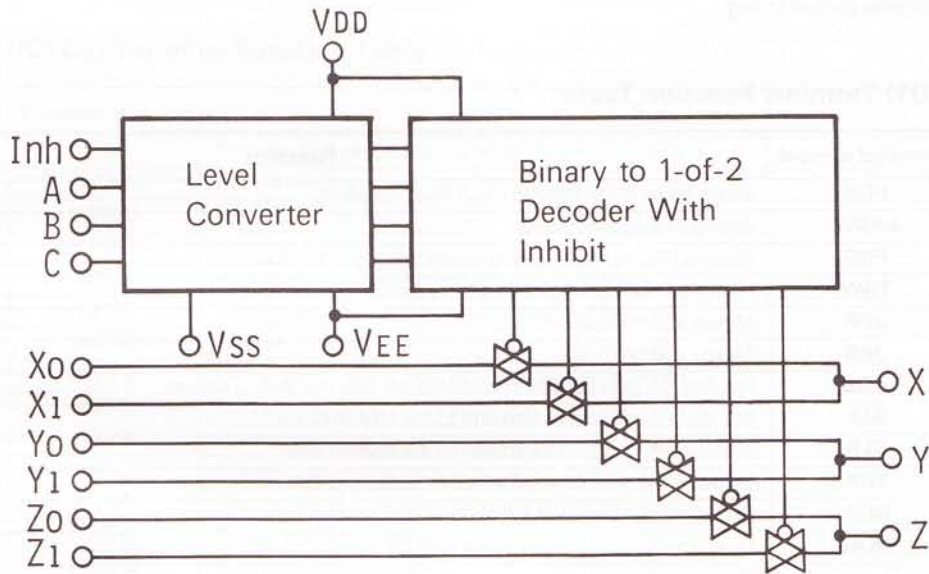 VDD
Inh
A
B
C
Level
Converter
Binary to 1-of-2
Decoder With
Inhibit
VSS
VEE
X0
X1
Y0
Y1
Z0
Z1
X
Y
Z